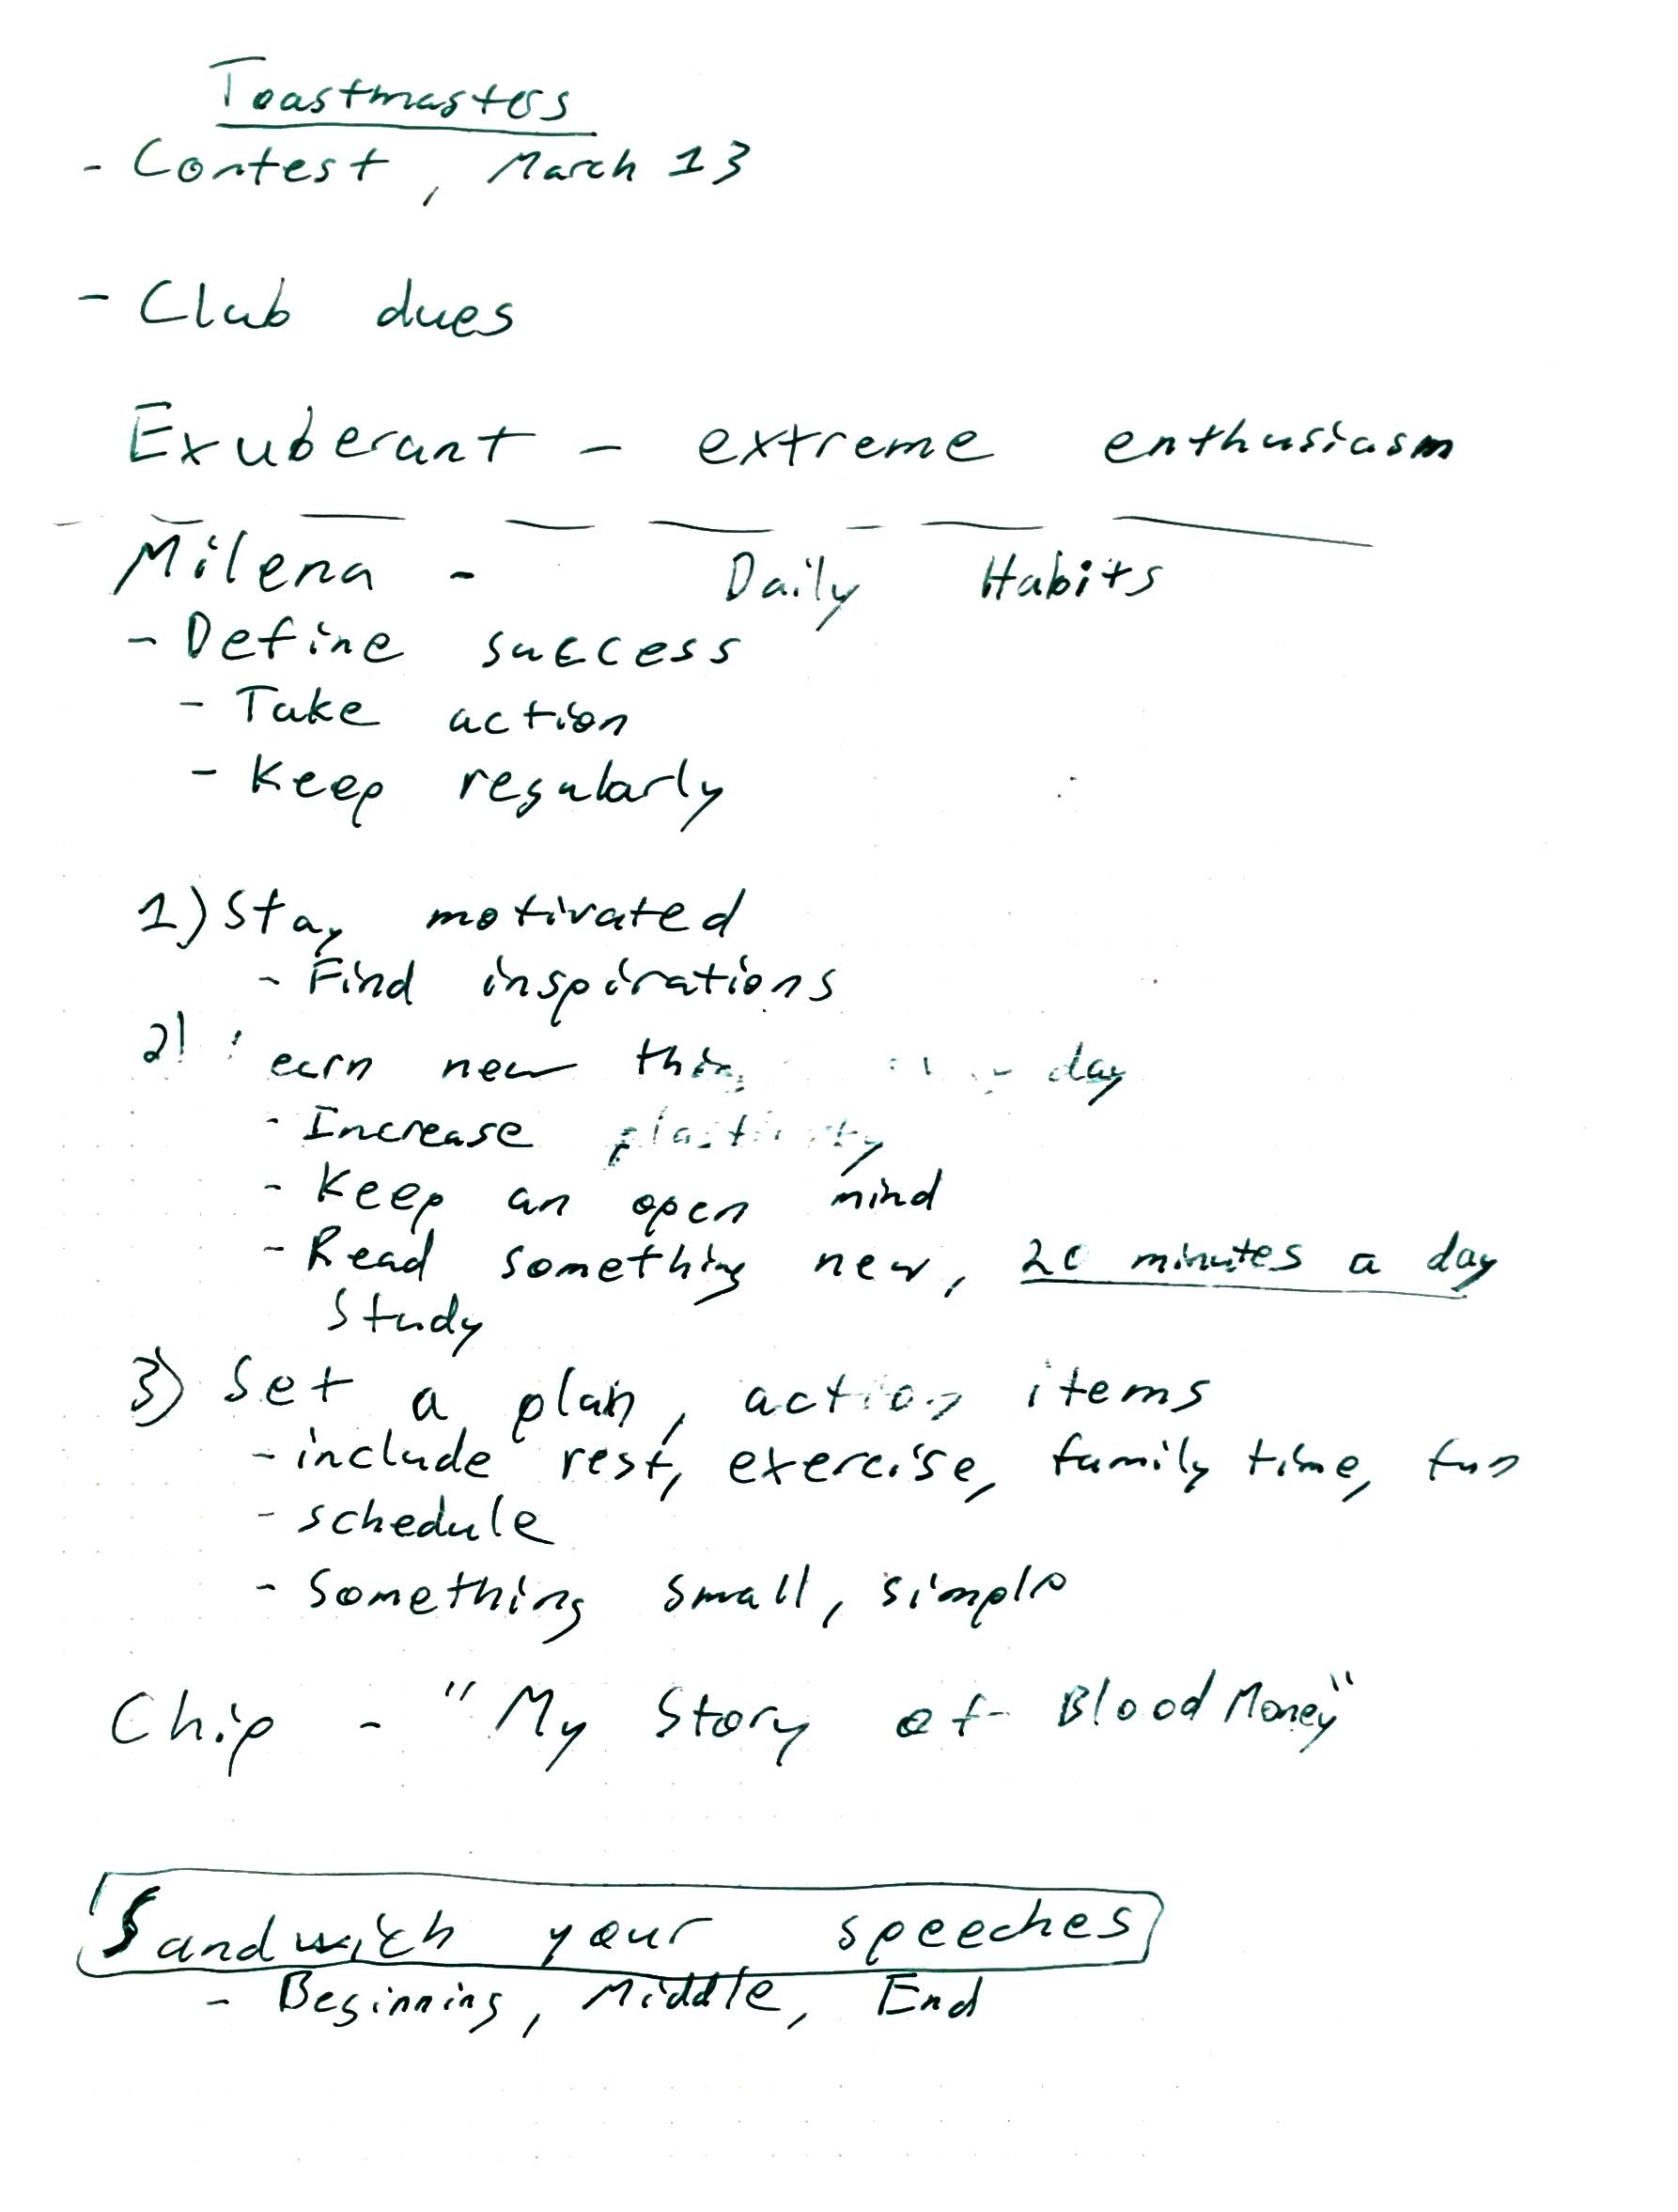 Toastmasters
- Contest, March 13
- Club dues
Exuberant - extreme enthusiasm
Milena - Daily Habits
- Define success
- Take action
- Keep regularly
1) Stay motivated
- Find inspirations
2) Learn new day
- Increase plasticity
- Keep an open mind
- Read something new, 20 minutes a day
Study
3) Set a plan, action items
- include rest, exercise, family time, fun
- schedule
- Something small, simple
Chip - "My Story of Blood Money"
Sandwich your speeches
- Beginning, Middle, End